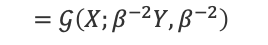 = 𝒢(X; β⁻²Y, β⁻²)